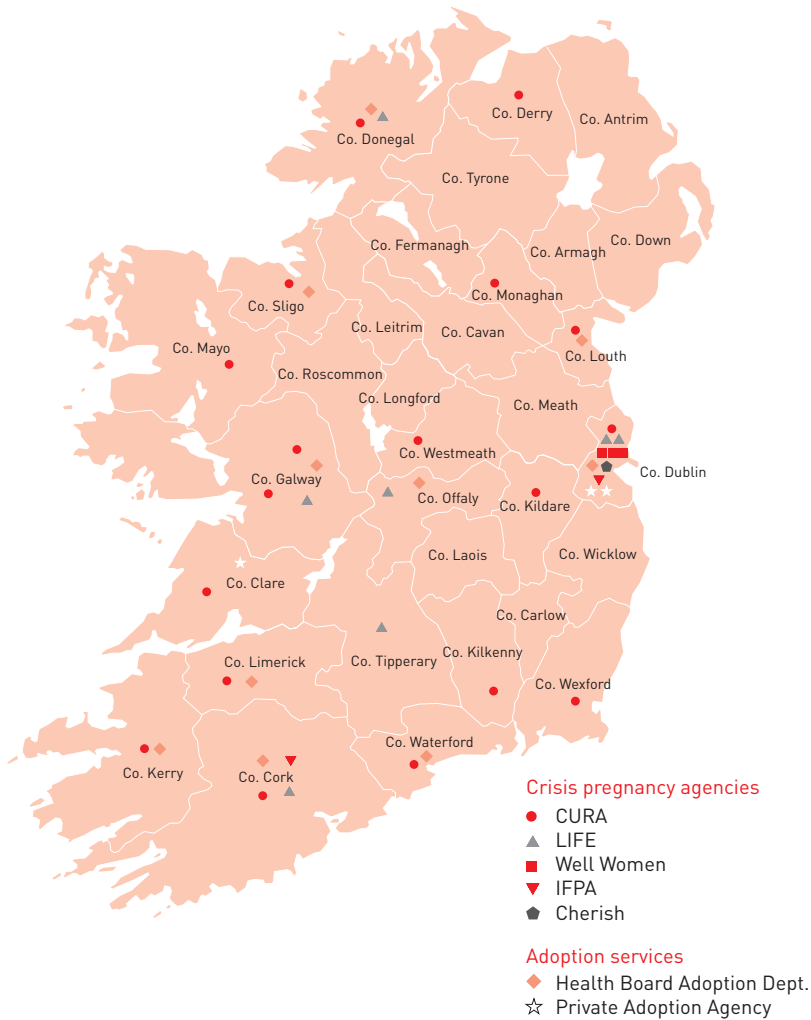 Co. Derry
Co. Antrim
Co. Donegal
Co. Tyrone
Co. Fermanagh
Co. Armagh
Co. Down
Co. Monaghan
Co. Sligo
Co. Leitrim
Co. Cavan
Co. Mayo
Co. Louth
Co. Roscommon
Co. Longford
Co. Meath
Co. Westmeath
Co. Dublin
Co. Galway
Co. Offaly
Co. Kildare
Co. Laois
Co. Wicklow
Co. Clare
Co. Carlow
Co. Limerick
Co. Tipperary
Co. Kilkenny
Co. Wexford
Co. Waterford
Co. Kerry
Co. Cork
Crisis pregnancy agencies
CURA
LIFE
Well Women
IFPA
Cherish
Adoption services
Health Board Adoption Dept.
Private Adoption Agency